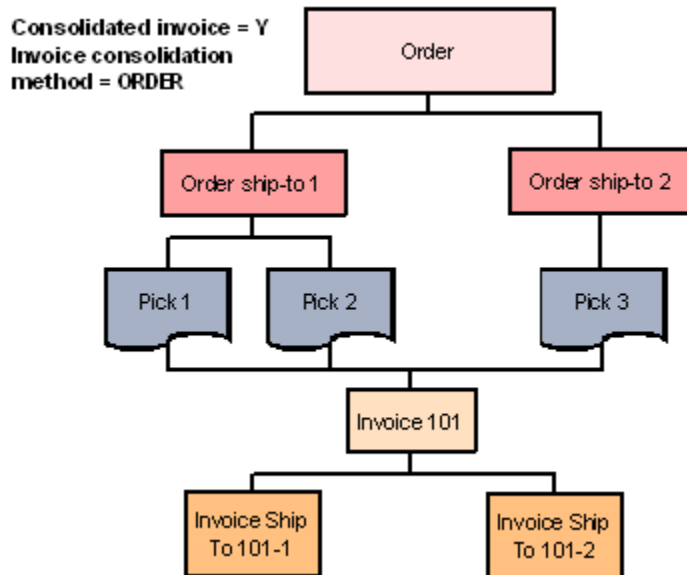 Consolidated invoice = Y
Invoice consolidation
method = ORDER
Order
Order ship-to 1
Order ship-to 2
Pick 1
Pick 2
Pick 3
Invoice 101
Invoice Ship
To 101-1
Invoice Ship
To 101-2